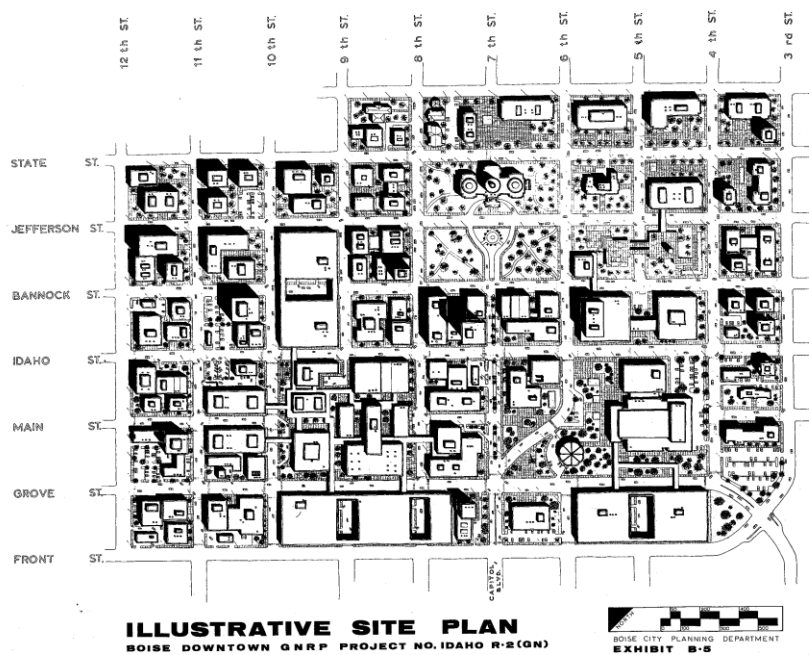 12 th ST.
11 th ST.
10 th ST.
9 th ST.
8 th ST.
7 th ST.
6 th ST.
5 th ST.
4 th ST.
3 rd ST.
STATE ST.
JEFFERSON ST.
BANNOCK ST.
IDAHO ST.
MAIN ST.
GROVE ST.
FRONT ST.
CAPITOL
BLVD.
ILLUSTRATIVE SITE PLAN
BOISE DOWNTOWN GNRP PROJECT NO. IDAHO R-2(GN)
NORTH
BOISE CITY PLANNING DEPARTMENT
EXHIBIT B-5